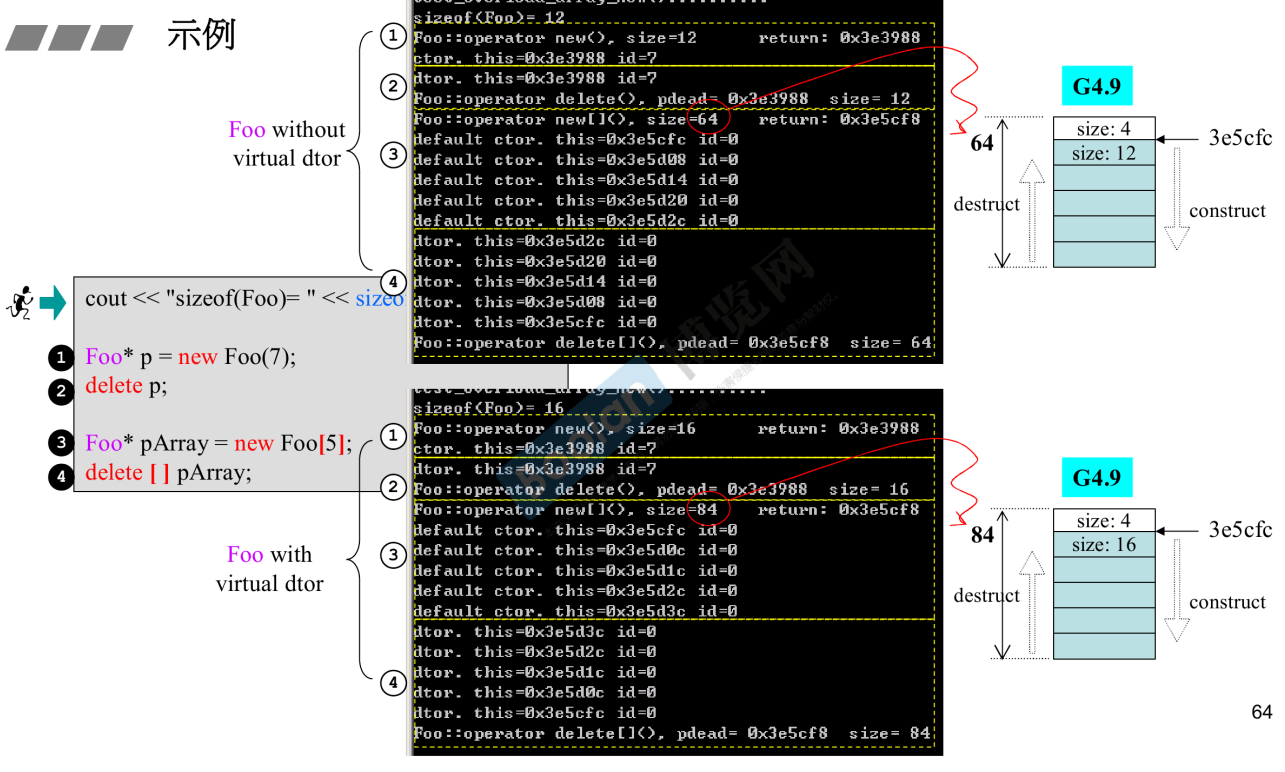 示例
Foo without
virtual dtor
cout << "sizeof(Foo)= " << sizeo
1 Foo* p = new Foo(7);
2 delete p;
3 Foo* pArray = new Foo[5];
4 delete [ ] pArray;
Foo with
virtual dtor
sizeof(Foo)= 12
1 Foo::operator new(), size=12 return: 0x3e3988
ctor. this=0x3e3988 id=7
2 dtor. this=0x3e3988 id=7
Foo::operator delete(), pdead= 0x3e3988 size= 12
3 Foo::operator new[](), size=64 return: 0x3e5cf8
default ctor. this=0x3e5cfc id=0
default ctor. this=0x3e5d08 id=0
default ctor. this=0x3e5d14 id=0
default ctor. this=0x3e5d20 id=0
default ctor. this=0x3e5d2c id=0
4 dtor. this=0x3e5d2c id=0
dtor. this=0x3e5d20 id=0
dtor. this=0x3e5d14 id=0
dtor. this=0x3e5d08 id=0
dtor. this=0x3e5cfc id=0
Foo::operator delete[](), pdead= 0x3e5cf8 size= 64
G4.9
64
size: 4
3e5cfc
size: 12
destruct
construct
test_overload_array_new()..........
sizeof(Foo)= 16
1 Foo::operator new(), size=16 return: 0x3e3988
ctor. this=0x3e3988 id=7
2 dtor. this=0x3e3988 id=7
Foo::operator delete(), pdead= 0x3e3988 size= 16
3 Foo::operator new[](), size=84 return: 0x3e5cf8
default ctor. this=0x3e5cfc id=0
default ctor. this=0x3e5d0c id=0
default ctor. this=0x3e5d1c id=0
default ctor. this=0x3e5d2c id=0
default ctor. this=0x3e5d3c id=0
4 dtor. this=0x3e5d3c id=0
dtor. this=0x3e5d2c id=0
dtor. this=0x3e5d1c id=0
dtor. this=0x3e5d0c id=0
dtor. this=0x3e5cfc id=0
Foo::operator delete[](), pdead= 0x3e5cf8 size= 84
G4.9
84
size: 4
3e5cfc
size: 16
destruct
construct
boolan 博览网
64